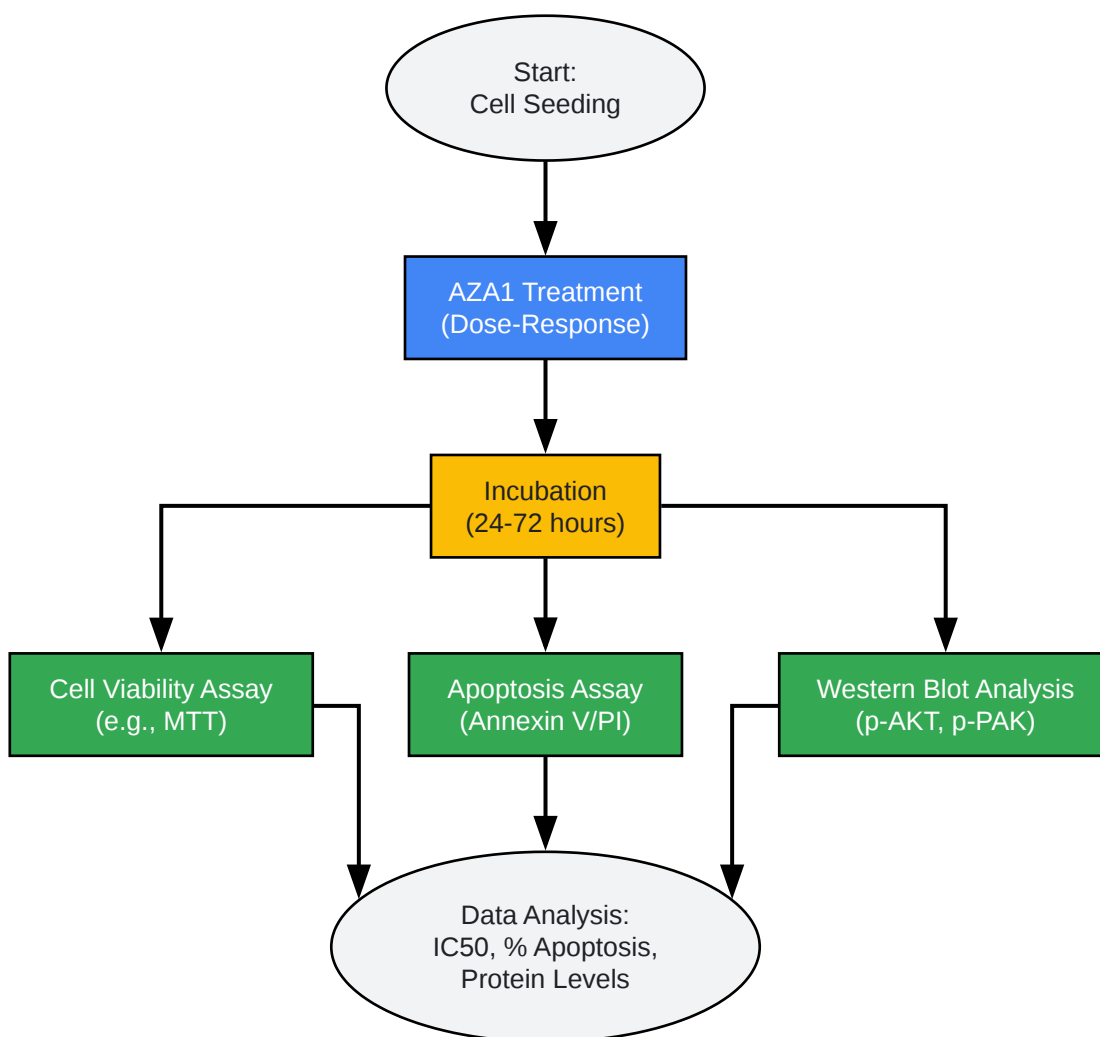 Start:
Cell Seeding
AZA1 Treatment
(Dose-Response)
Incubation
(24-72 hours)
Cell Viability Assay
(e.g., MTT)
Apoptosis Assay
(Annexin V/PI)
Western Blot Analysis
(p-AKT, p-PAK)
Data Analysis:
IC50, % Apoptosis,
Protein Levels